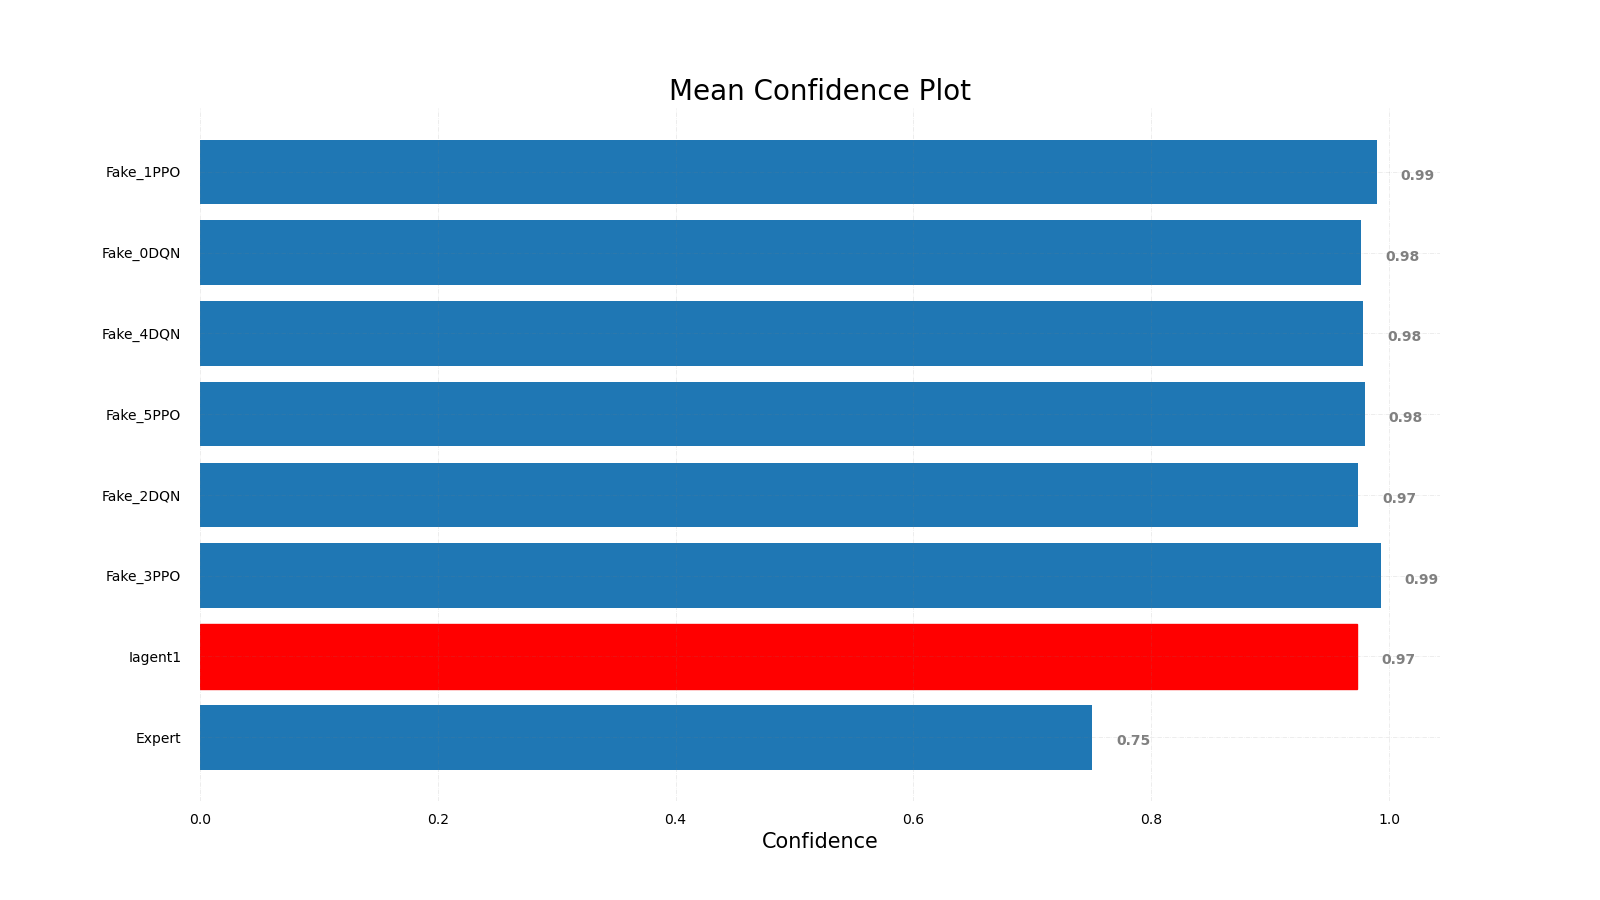 Mean Confidence Plot
Fake_1PPO 0.99
Fake_0DQN 0.98
Fake_4DQN 0.98
Fake_5PPO 0.98
Fake_2DQN 0.97
Fake_3PPO 0.99
Iagent1 0.97
Expert 0.75
0.0 0.2 0.4 0.6 0.8 1.0
Confidence